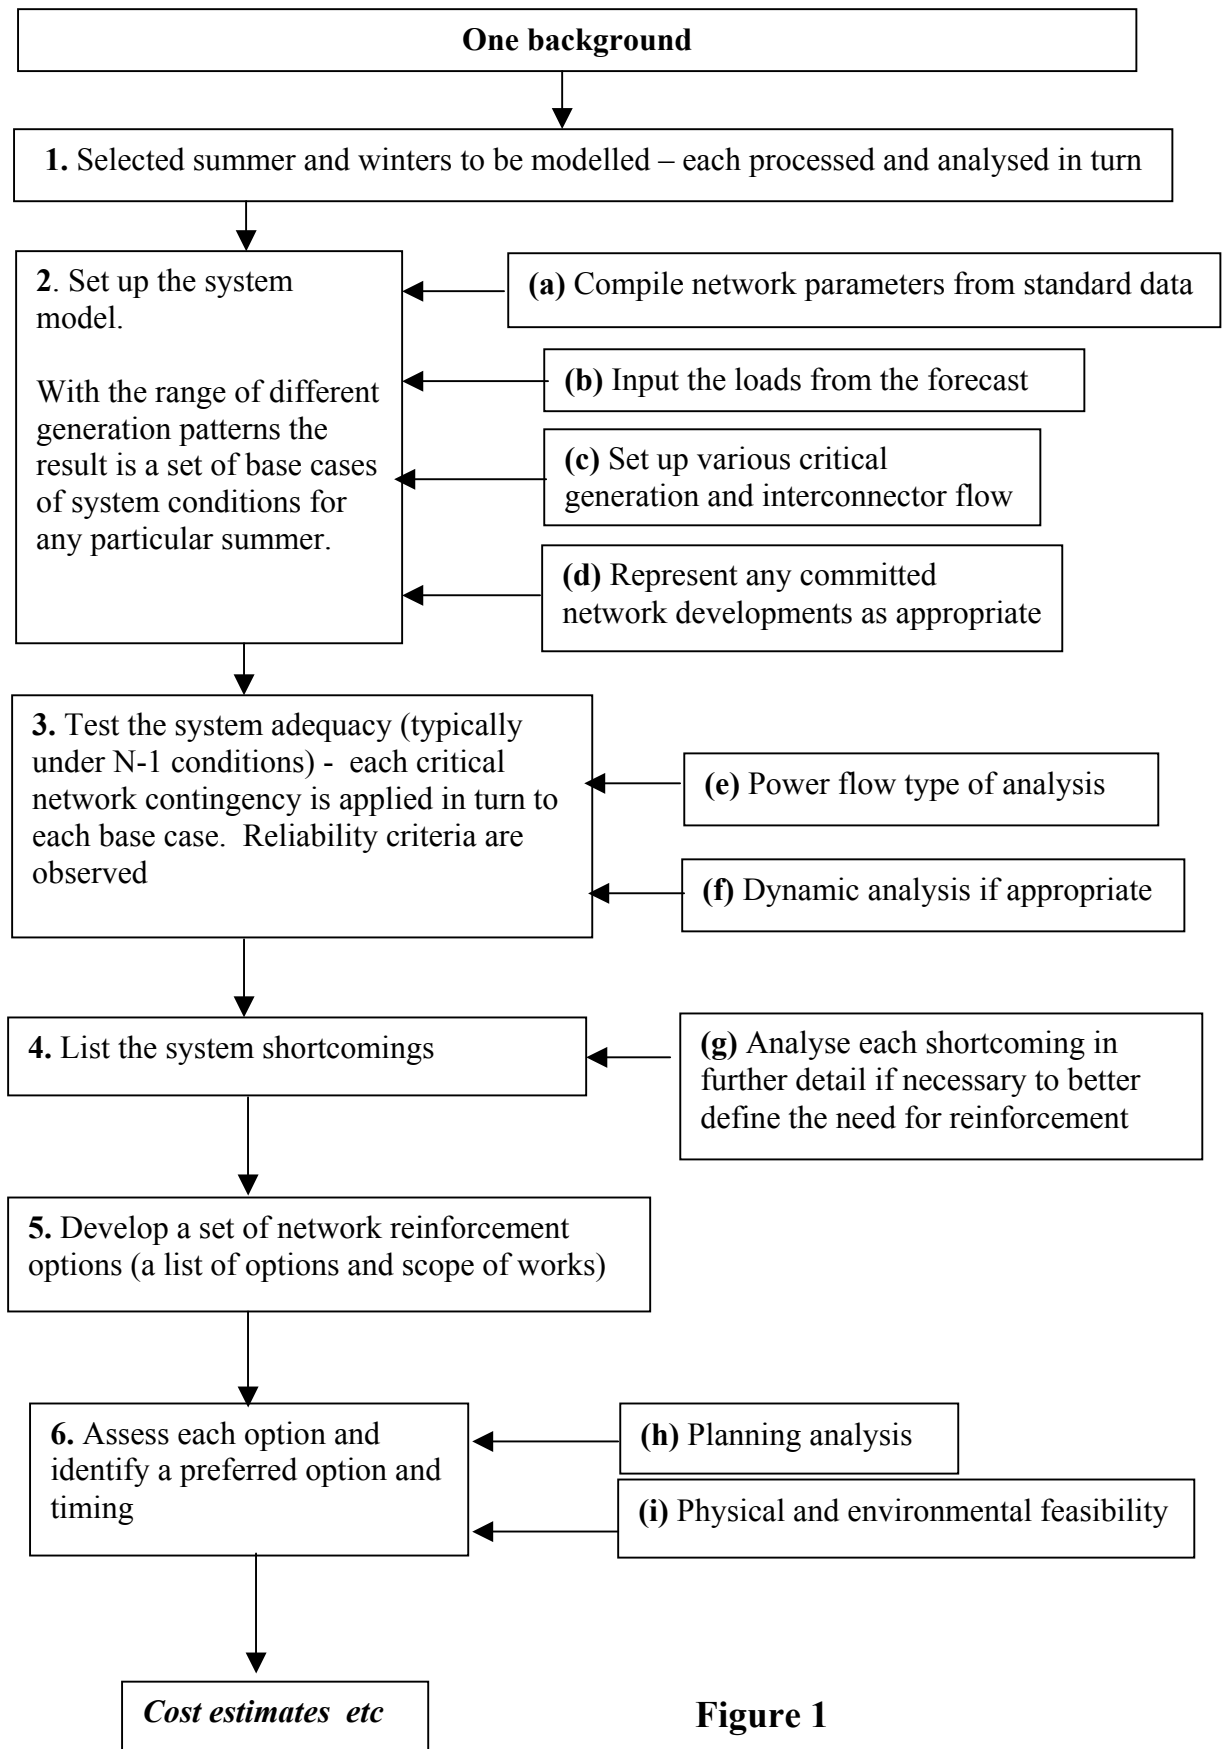 One background
1. Selected summer and winters to be modelled – each processed and analysed in turn
2. Set up the system
model.
With the range of different
generation patterns the
result is a set of base cases
of system conditions for
any particular summer.
(a) Compile network parameters from standard data
(b) Input the loads from the forecast
(c) Set up various critical
generation and interconnector flow
(d) Represent any committed
network developments as appropriate
3. Test the system adequacy (typically
under N-1 conditions) - each critical
network contingency is applied in turn to
each base case. Reliability criteria are
observed
(e) Power flow type of analysis
(f) Dynamic analysis if appropriate
4. List the system shortcomings
(g) Analyse each shortcoming in
further detail if necessary to better
define the need for reinforcement
5. Develop a set of network reinforcement
options (a list of options and scope of works)
6. Assess each option and
identify a preferred option and
timing
(h) Planning analysis
(i) Physical and environmental feasibility
Cost estimates etc
Figure 1